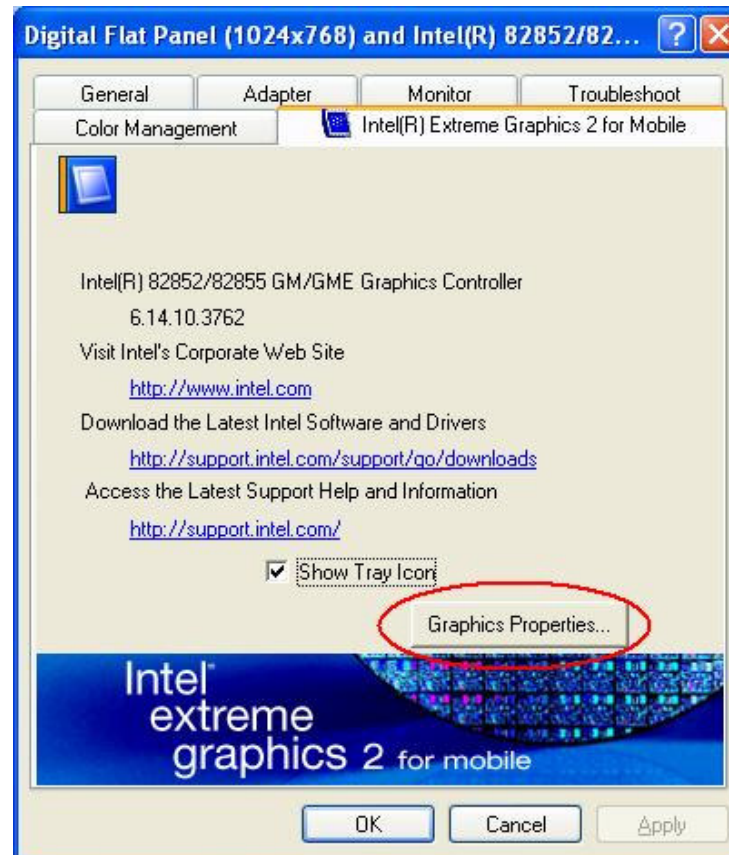 Digital Flat Panel (1024x768) and Intel(R) 82852/82... ?
General Adapter Monitor Troubleshoot
Color Management Intel(R) Extreme Graphics 2 for Mobile
Intel(R) 82852/82855 GM/GME Graphics Controller
6.14.10.3762
Visit Intel's Corporate Web Site
http://www.intel.com
Download the Latest Intel Software and Drivers
http://support.intel.com/support/go/downloads
Access the Latest Support Help and Information
http://support.intel.com/
Show Tray Icon
Graphics Properties...
Intel
extreme
graphics 2 for mobile
OK Cancel Apply